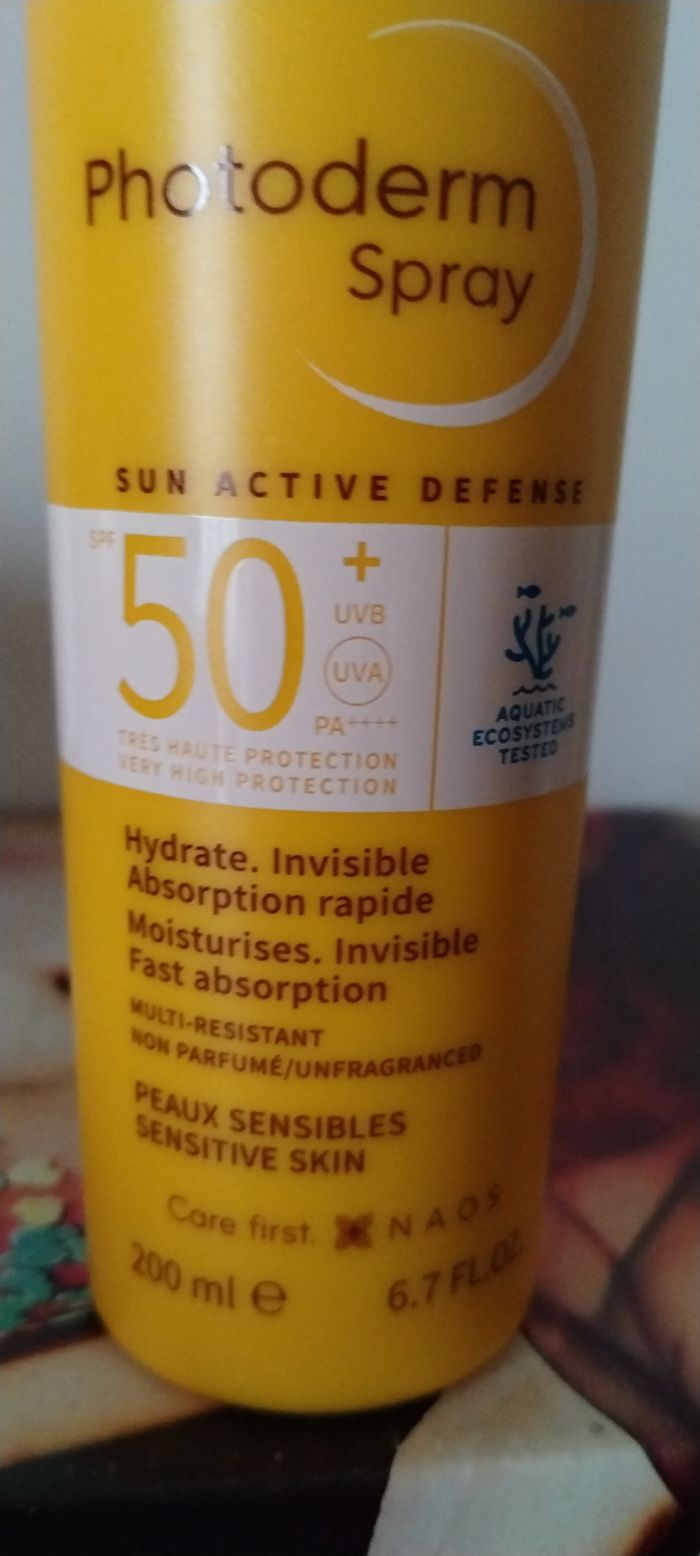 Photoderm
Spray
SUN ACTIVE DEFENSE
SPF 50+
UVB
UVA
PA++++
TRÈS HAUTE PROTECTION
VERY HIGH PROTECTION
AQUATIC
ECOSYSTEMS
TESTED
Hydrate. Invisible
Absorption rapide
Moisturises. Invisible
Fast absorption
MULTI-RESISTANT
NON PARFUMÉ/UNFRAGRANCED
PEAUX SENSIBLES
SENSITIVE SKIN
Care first. NAOS
200 ml ℮ 6.7 FL.OZ.